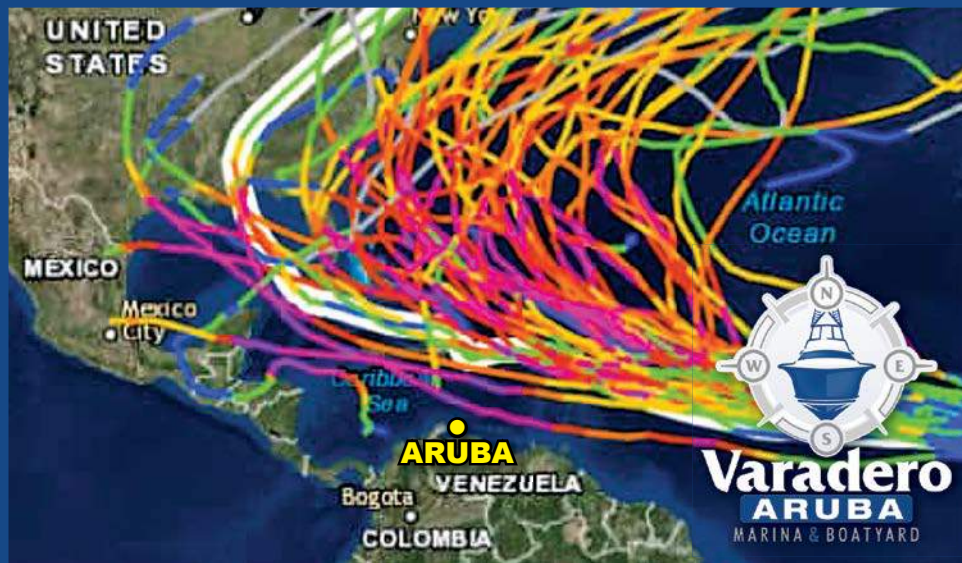 New York
UNITED
STATES
Atlantic
Ocean
MEXICO
Mexico
City
Caribbean
Sea
ARUBA
VENEZUELA
Bogota
COLOMBIA
N
W
E
S
Varadero
ARUBA
MARINA & BOATYARD